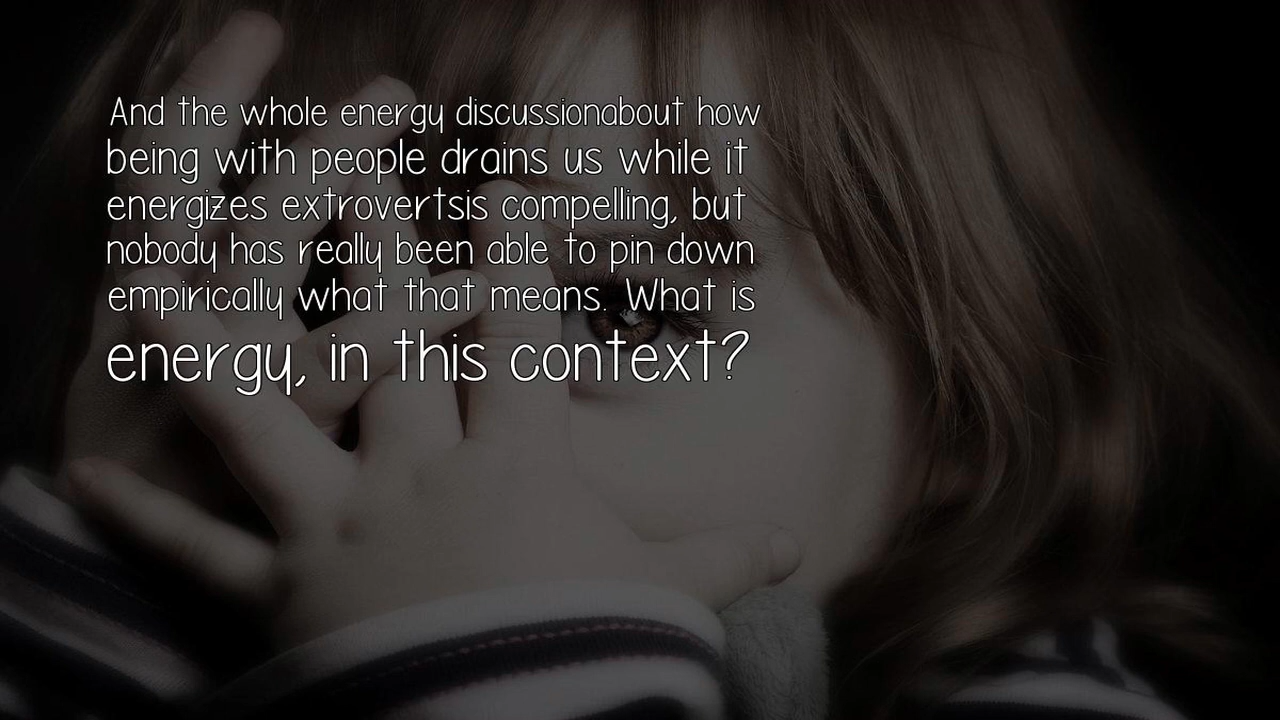 And the whole energy discussionabout how
being with people drains us while it
energizes extrovertsis compelling, but
nobody has really been able to pin down
empirically what that means. What is
energy, in this context?